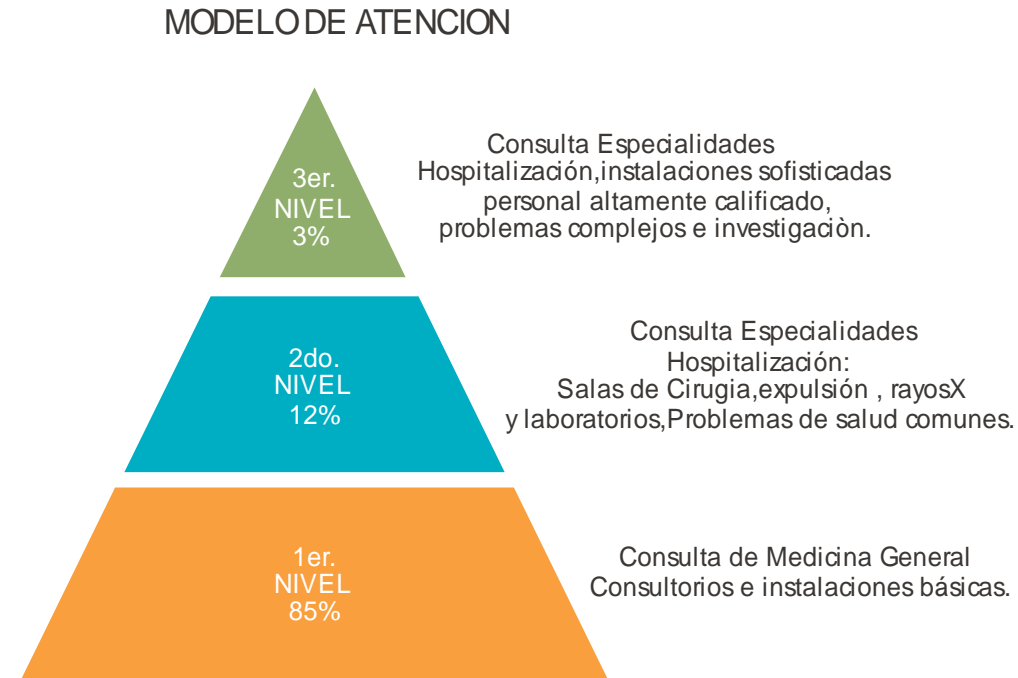 MODELO DE ATENCION
3er.
NIVEL
3%
Consulta Especialidades
Hospitalización,instalaciones sofisticadas
personal altamente calificado,
problemas complejos e investigaciòn.
2do.
NIVEL
12%
Consulta Especialidades
Hospitalización:
Salas de Cirugia,expulsión , rayosX
y laboratorios,Problemas de salud comunes.
1er.
NIVEL
85%
Consulta de Medicina General
Consultorios e instalaciones básicas.